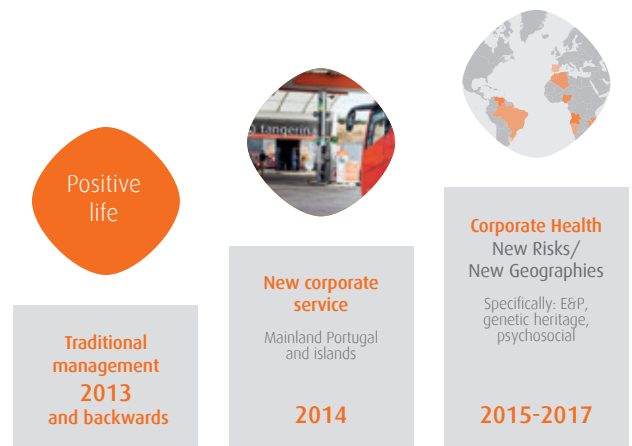 Positive
life
Traditional
management
2013
and backwards
tangerina
New corporate
service
Mainland Portugal
and islands
2014
Corporate Health
New Risks/
New Geographies
Specifically: E&P,
genetic heritage,
psychosocial
2015-2017